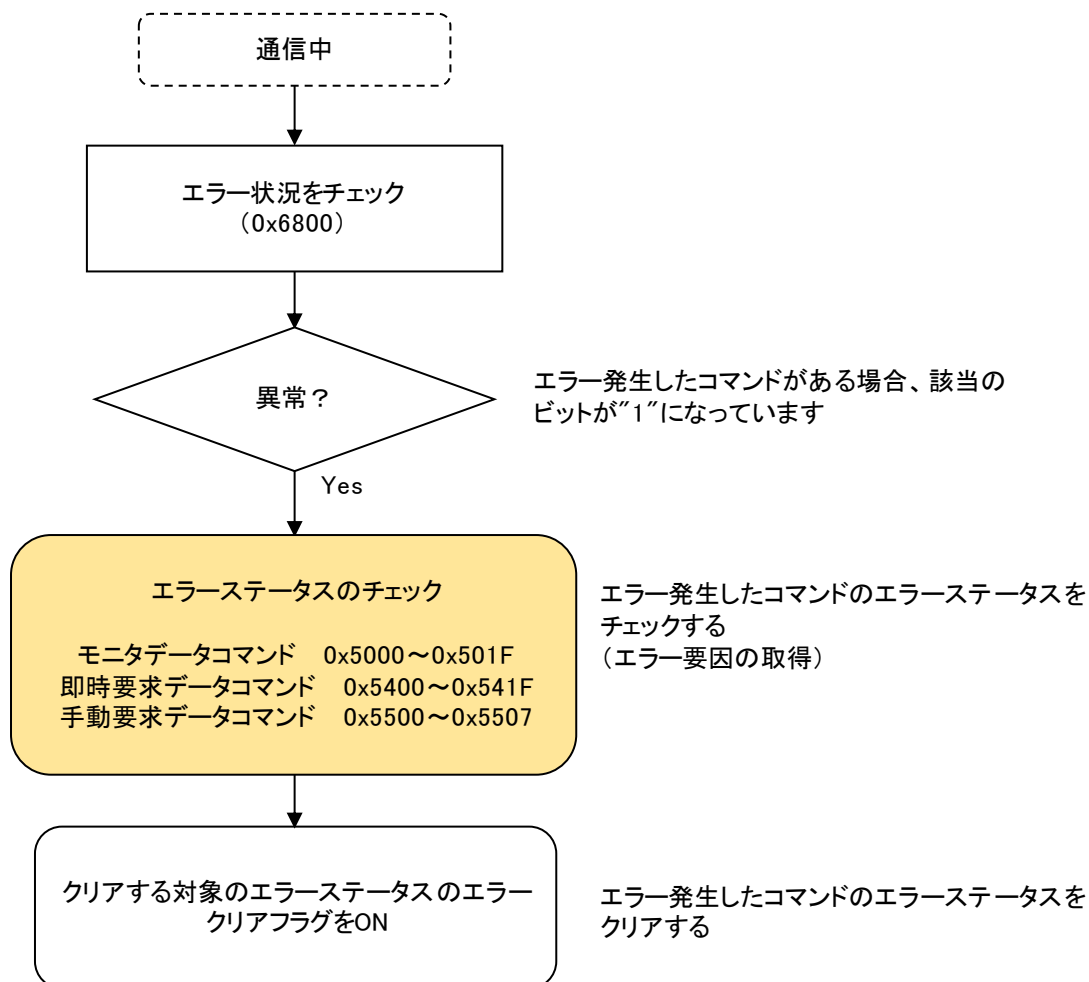 通信中
エラー状況をチェック
（0x6800）
異常？
エラー発生したコマンドがある場合、該当の
ビットが"1"になっています
Yes
エラーステータスのチェック
モニタデータコマンド　0x5000～0x501F
即時要求データコマンド　0x5400～0x541F
手動要求データコマンド　0x5500～0x5507
エラー発生したコマンドのエラーステータスを
チェックする
（エラー要因の取得）
クリアする対象のエラーステータスのエラー
クリアフラグをON
エラー発生したコマンドのエラーステータスを
クリアする